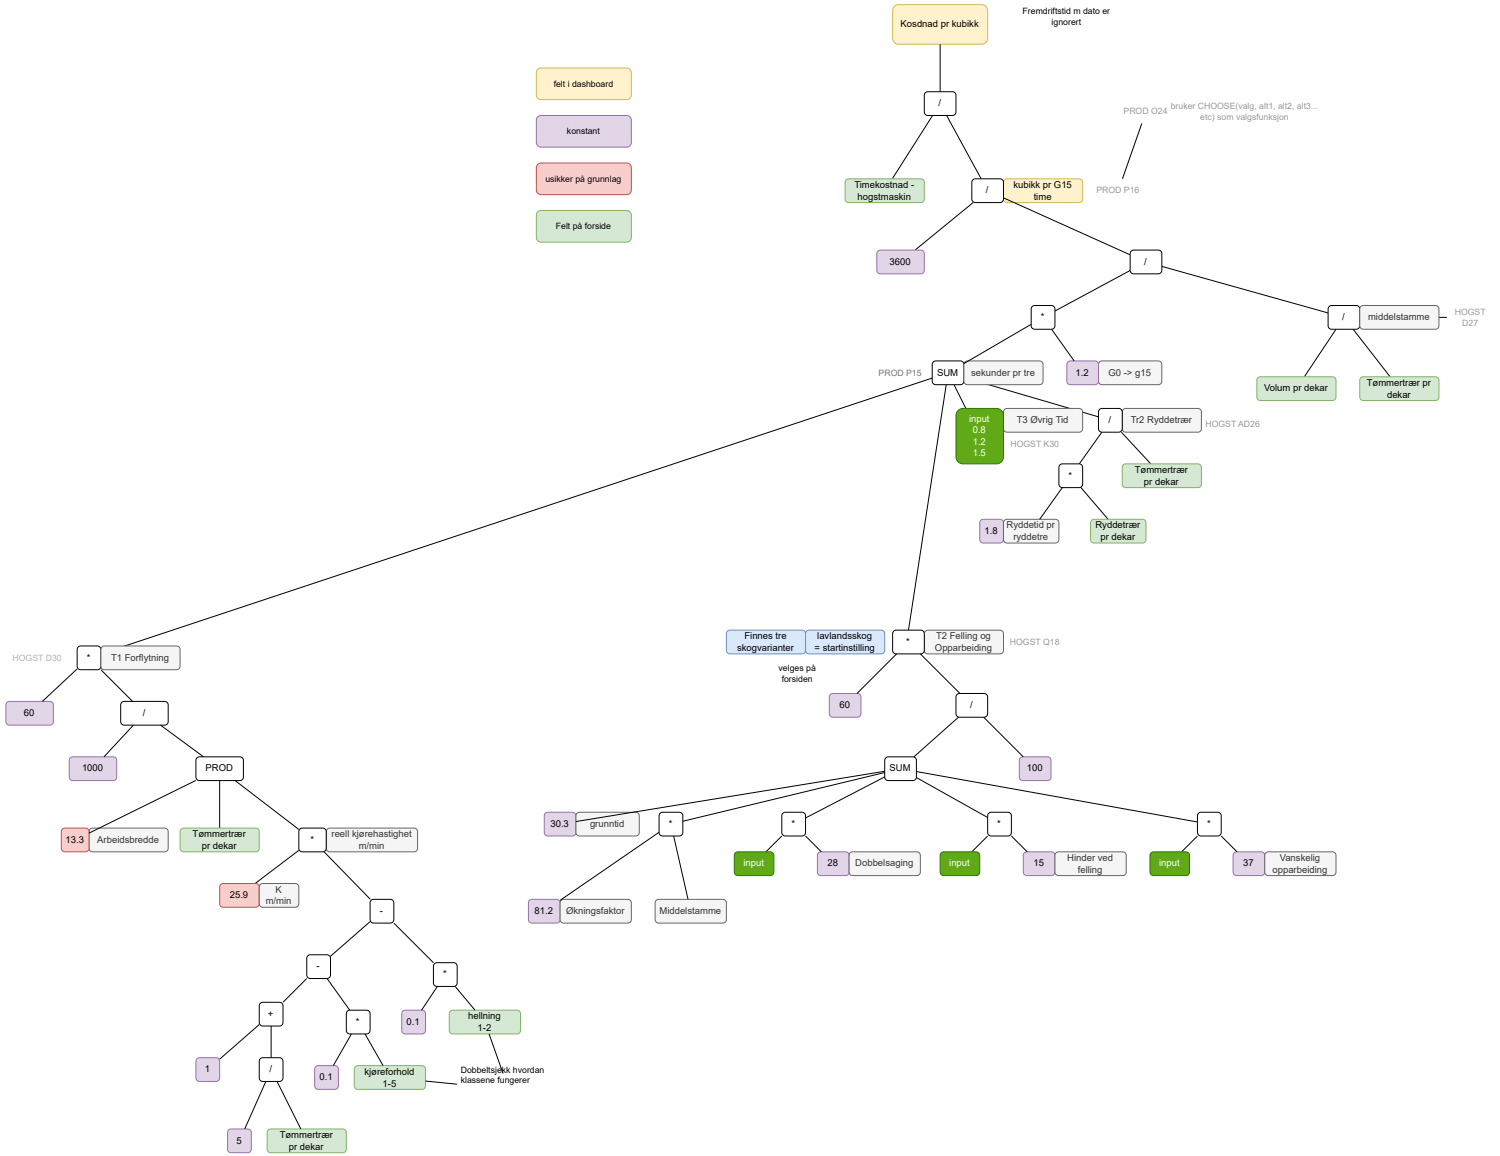 Kosdnad pr kubikk
Fremdriftstid m dato er
ignorert
felt i dashboard
konstant
usikker på grunnlag
Felt på forside
/
PROD O24
bruker CHOOSE(valg, alt1, alt2, alt3...
etc) som valgsfunksjon
Timekostnad -
hogstmaskin
/
kubikk pr G15
time
PROD P16
3600
/
*
/
middelstamme
HOGST
D27
PROD P15
SUM
sekunder pr tre
1.2
G0 -> g15
Volum pr dekar
Tømmertrær pr
dekar
input
0.8
1.2
1.5
T3 Øvrig Tid
HOGST K30
/
Tr2 Ryddetrær
HOGST AD26
*
Tømmertrær
pr dekar
1.8
Ryddetid pr
ryddetre
Ryddetrær
pr dekar
HOGST D30
*
T1 Forflytning
Finnes tre
skogvarianter
lavlandsskog
= startinstilling
*
T2 Felling og
Opparbeiding
HOGST Q18
velges på
forsiden
60
/
60
/
1000
PROD
SUM
100
13.3
Arbeidsbredde
Tømmertrær
pr dekar
*
reell kjørehastighet
m/min
30.3
grunntid
*
*
*
*
input
28
Dobbelsaging
input
15
Hinder ved
felling
input
37
Vanskelig
opparbeiding
25.9
K
m/min
81.2
Økningsfaktor
Middelstamme
-
-
*
+
*
0.1
hellning
1-2
1
/
0.1
kjøreforhold
1-5
Dobbeltsjekk hvordan
klassene fungerer
5
Tømmertrær
pr dekar